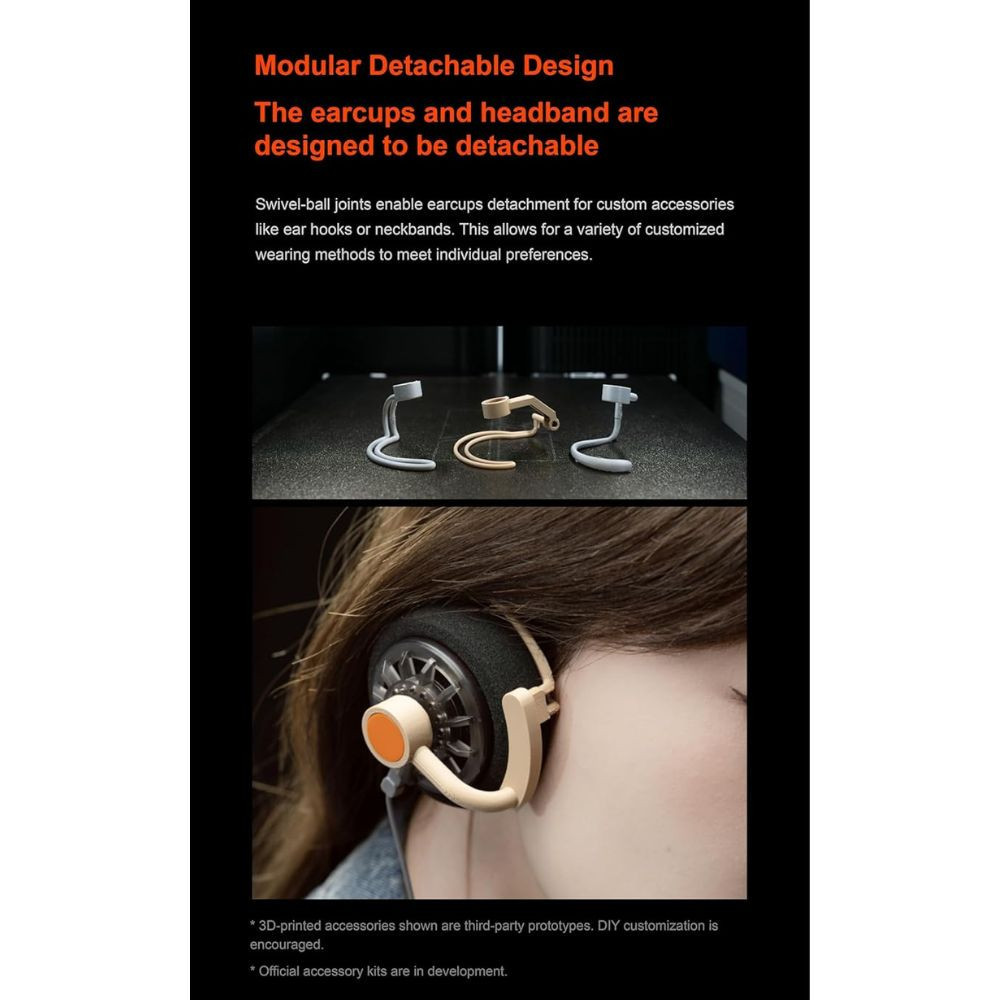 Modular Detachable Design
The earcups and headband are
designed to be detachable
Swivel-ball joints enable earcups detachment for custom accessories
like ear hooks or neckbands. This allows for a variety of customized
wearing methods to meet individual preferences.
* 3D-printed accessories shown are third-party prototypes. DIY customization is
encouraged.
* Official accessory kits are in development.